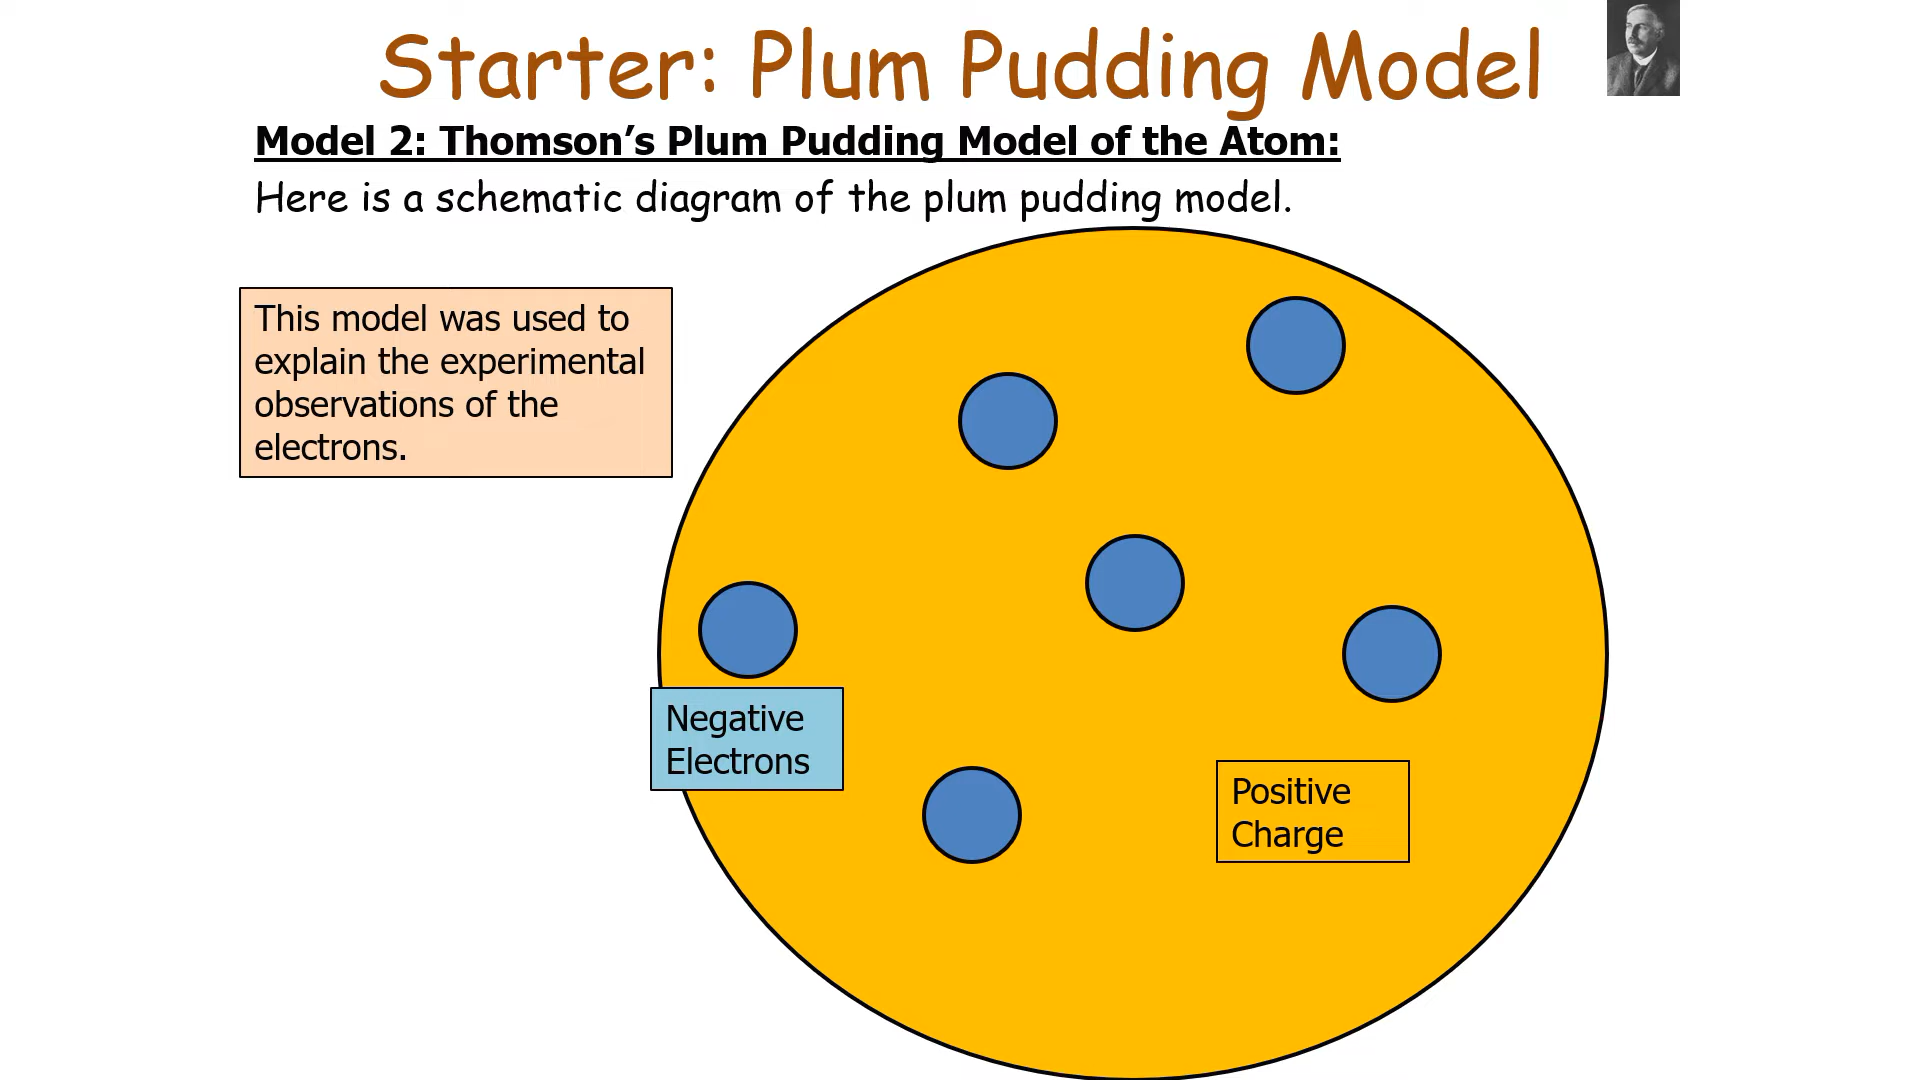 Starter: Plum Pudding Model
Model 2: Thomson’s Plum Pudding Model of the Atom:
Here is a schematic diagram of the plum pudding model.
This model was used to
explain the experimental
observations of the
electrons.
Negative
Electrons
Positive
Charge